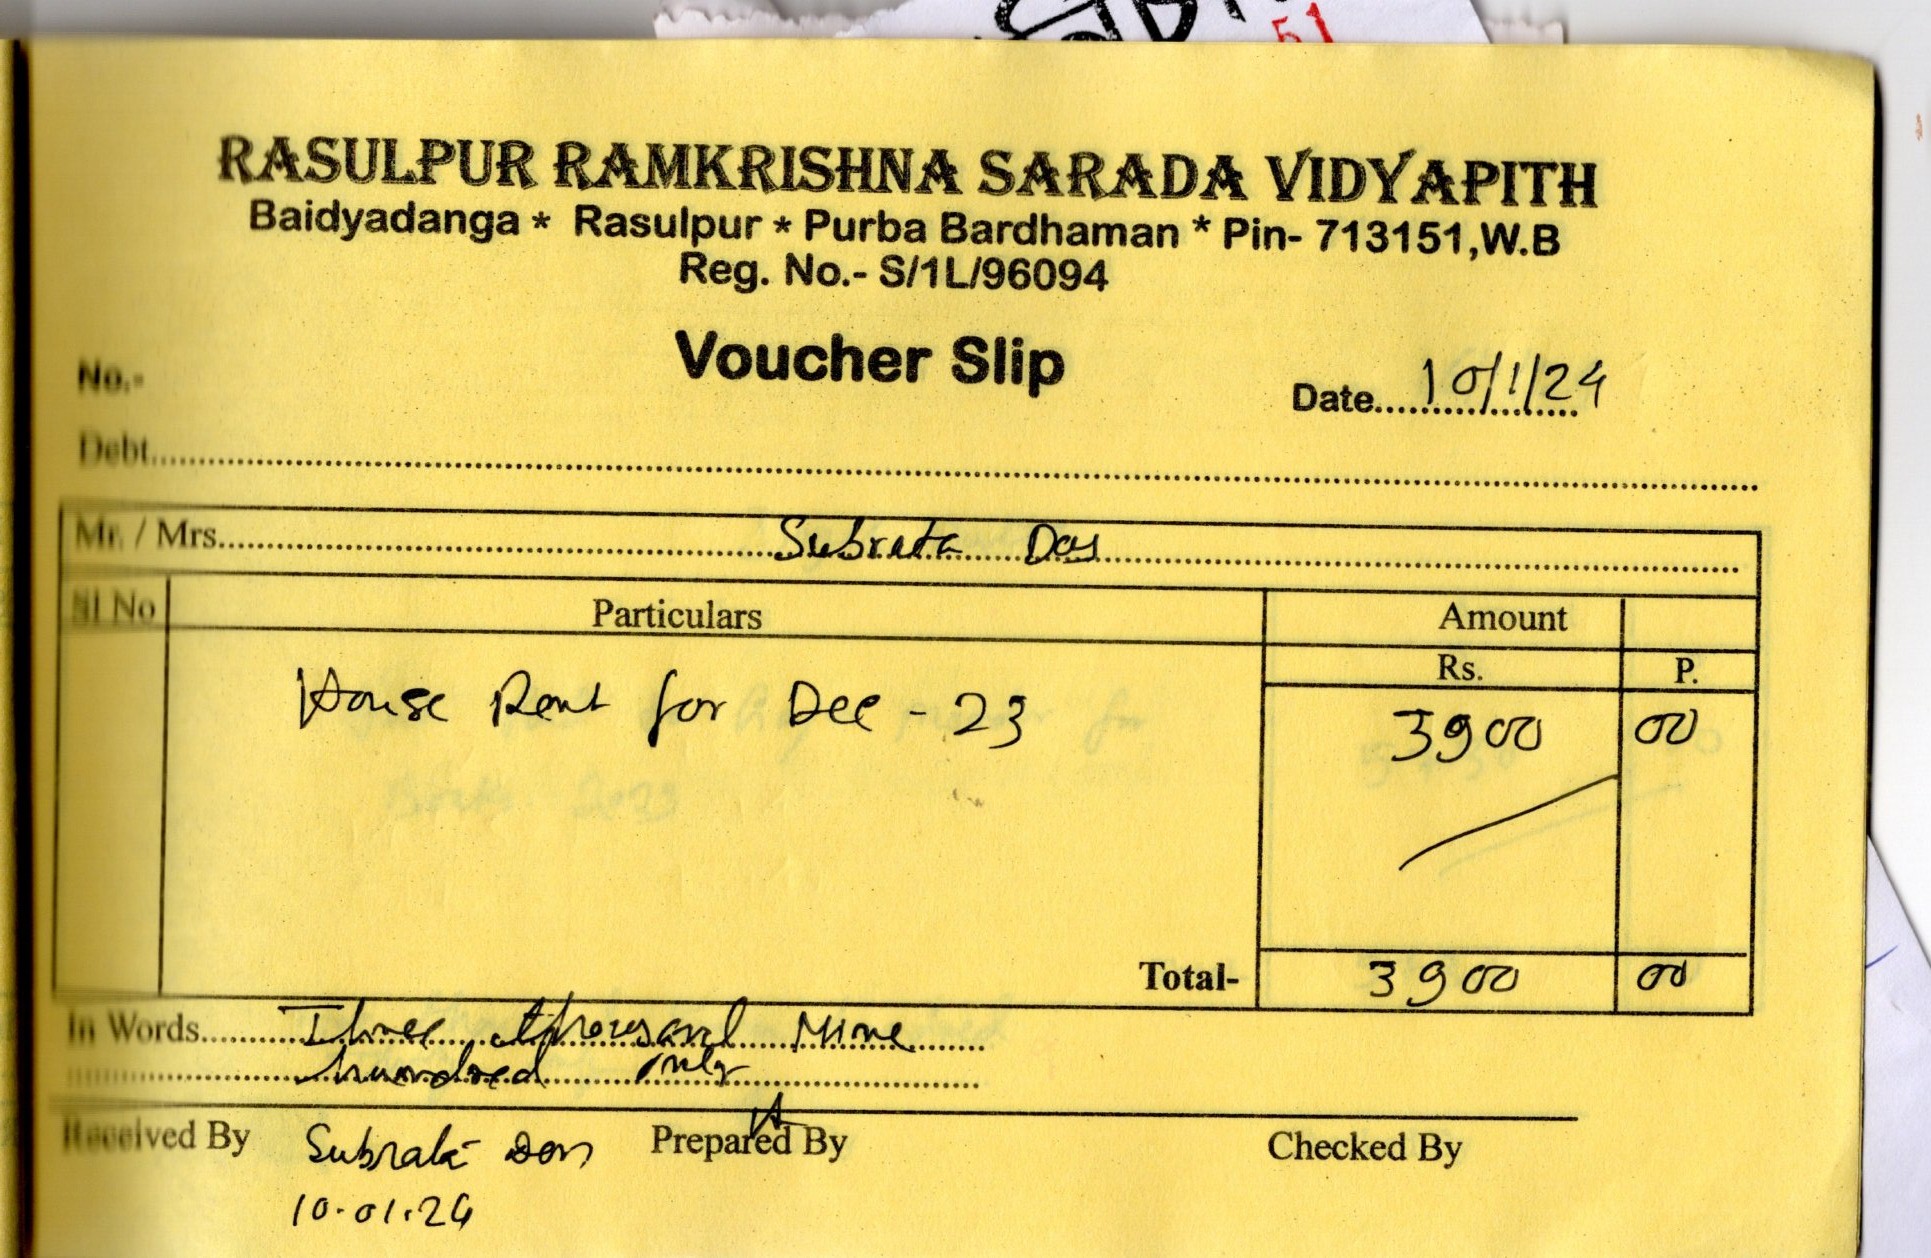 51
RASULPUR RAMKRISHNA SARADA VIDYAPITH
Baidyadanga * Rasulpur * Purba Bardhaman * Pin- 713151,W.B
Reg. No.- S/1L/96094
Voucher Slip
No.-
Date.....10/1/24
Debt.....
Mr. / Mrs.....Subrata Das
Sl No Particulars Amount
Rs. P.
House Rent for Dec - 23 3900 00
Total- 3900 00
In Words.....Three thousand Nine
hundred only
Received By Subrata Das Prepared By Checked By
10.01.24